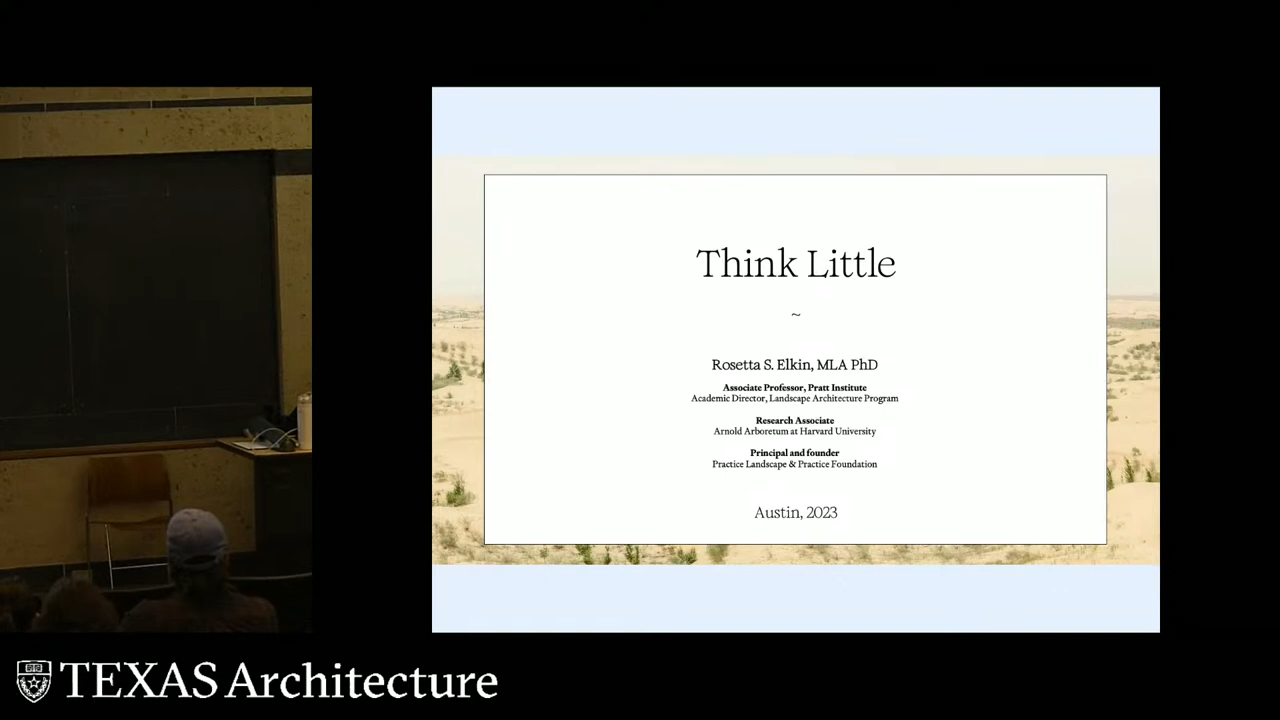 Think Little
~
Rosetta S. Elkin, MLA PhD
Associate Professor, Pratt Institute
Academic Director, Landscape Architecture Program
Research Associate
Arnold Arboretum at Harvard University
Principal and founder
Practice Landscape & Practice Foundation
Austin, 2023
TEXAS Architecture